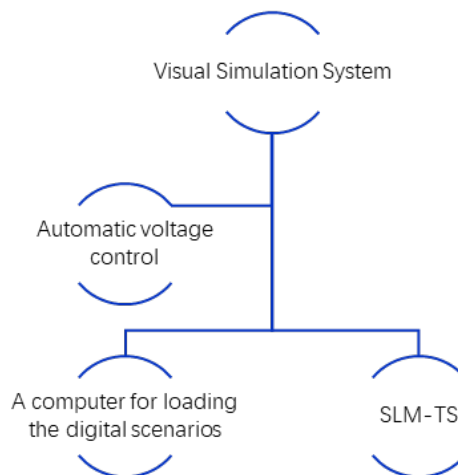 Visual Simulation System
Automatic voltage
control
A computer for loading
the digital scenarios
SLM-TS